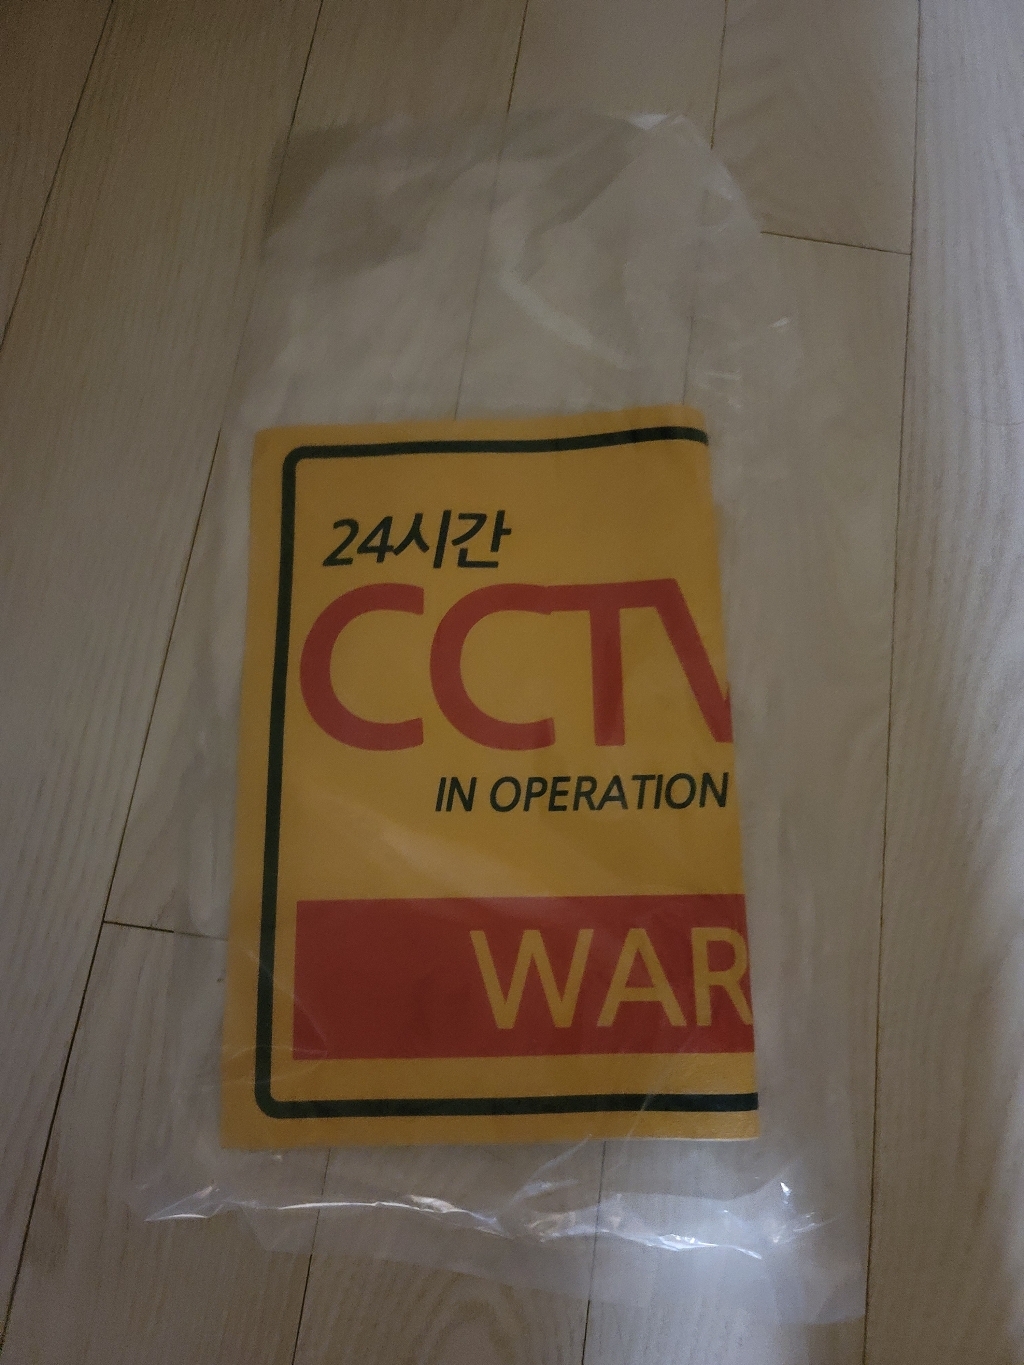 24시간
CCTV
IN OPERATION
WAR